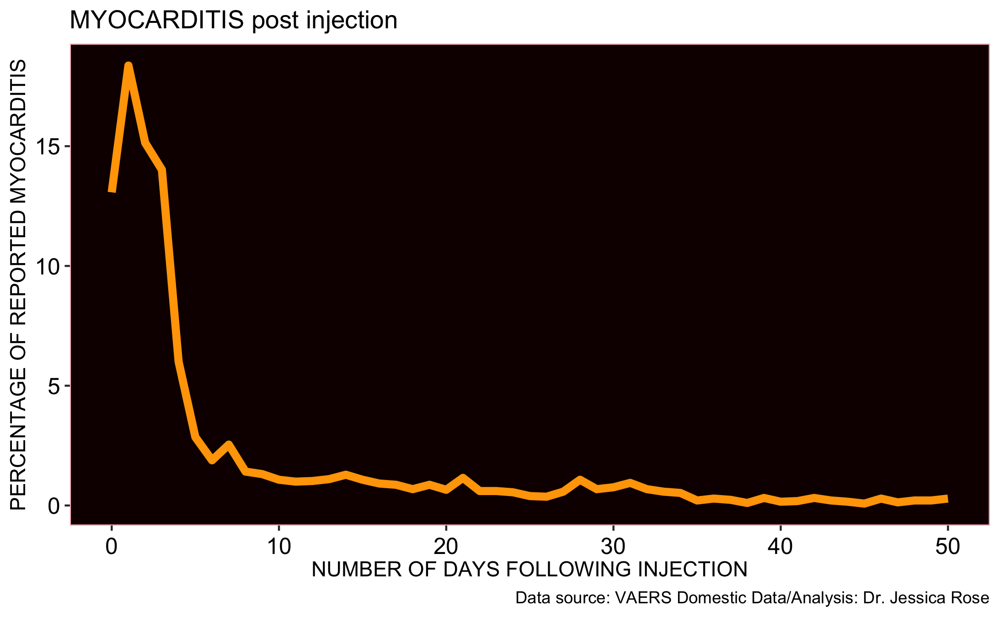 MYOCARDITIS post injection
PERCENTAGE OF REPORTED MYOCARDITIS
15
10
5
0
0 10 20 30 40 50
NUMBER OF DAYS FOLLOWING INJECTION
Data source: VAERS Domestic Data/Analysis: Dr. Jessica Rose